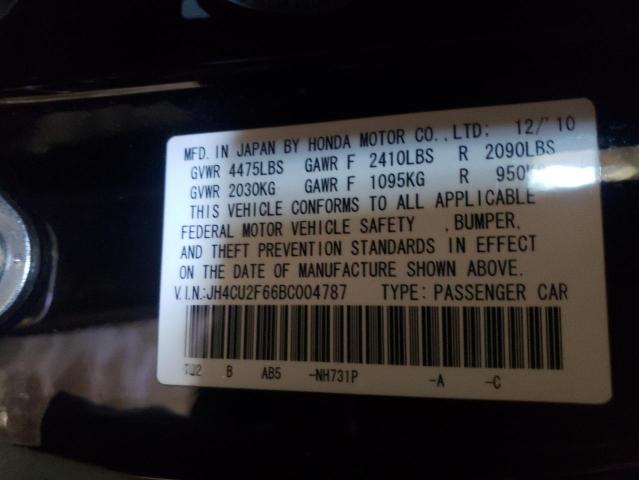 MFD. IN JAPAN BY HONDA MOTOR CO.,LTD: 12/'10
GVWR 4475LBS GAWR F 2410LBS R 2090LBS
GVWR 2030KG GAWR F 1095KG R 950
THIS VEHICLE CONFORMS TO ALL APPLICABLE
FEDERAL MOTOR VEHICLE SAFETY , BUMPER,
AND THEFT PREVENTION STANDARDS IN EFFECT
ON THE DATE OF MANUFACTURE SHOWN ABOVE.
V.I.N.:JH4CU2F66BC004787 TYPE: PASSENGER CAR
B AB5 -NH731P -A -C